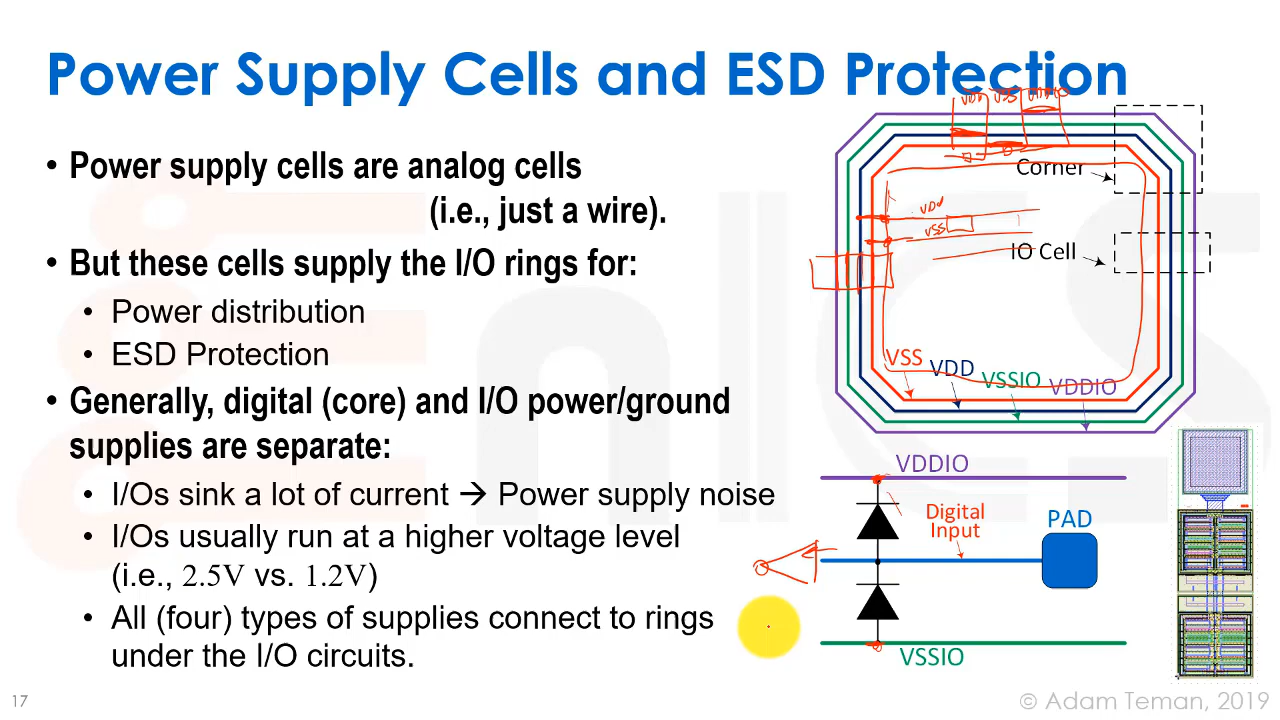 Power Supply Cells and ESD Protection
• Power supply cells are analog cells
(i.e., just a wire).
• But these cells supply the I/O rings for:
• Power distribution
• ESD Protection
• Generally, digital (core) and I/O power/ground
supplies are separate:
• I/Os sink a lot of current → Power supply noise
• I/Os usually run at a higher voltage level
(i.e., 2.5V vs. 1.2V)
• All (four) types of supplies connect to rings
under the I/O circuits.
VDD VSS VDDIO
Corner
VDD
VSS
IO Cell
VSS
VDD
VSSIO
VDDIO
VDDIO
Digital
Input
PAD
VSSIO
17
© Adam Teman, 2019